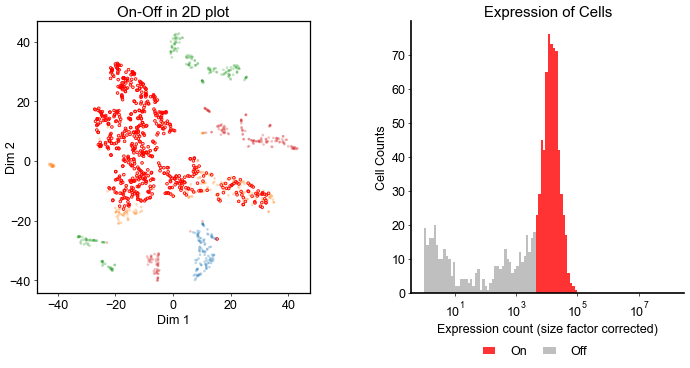 On-Off in 2D plot
40
20
0
−20
−40
Dim 2
−40 −20 0 20 40
Dim 1
Expression of Cells
70
60
50
40
30
20
10
0
Cell Counts
10^1 10^3 10^5 10^7
Expression count (size factor corrected)
On Off